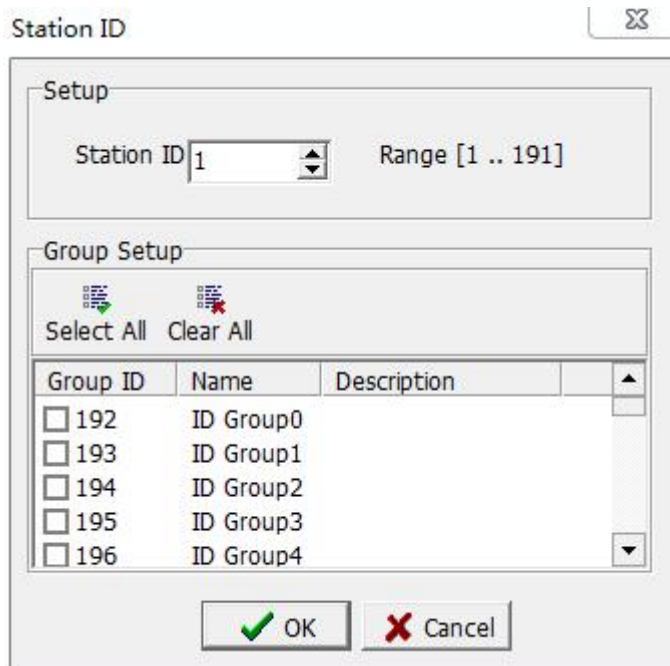 Station ID
Setup
Station ID 1 Range [1 .. 191]
Group Setup
Select All Clear All
Group ID Name Description
192 ID Group0
193 ID Group1
194 ID Group2
195 ID Group3
196 ID Group4
OK Cancel